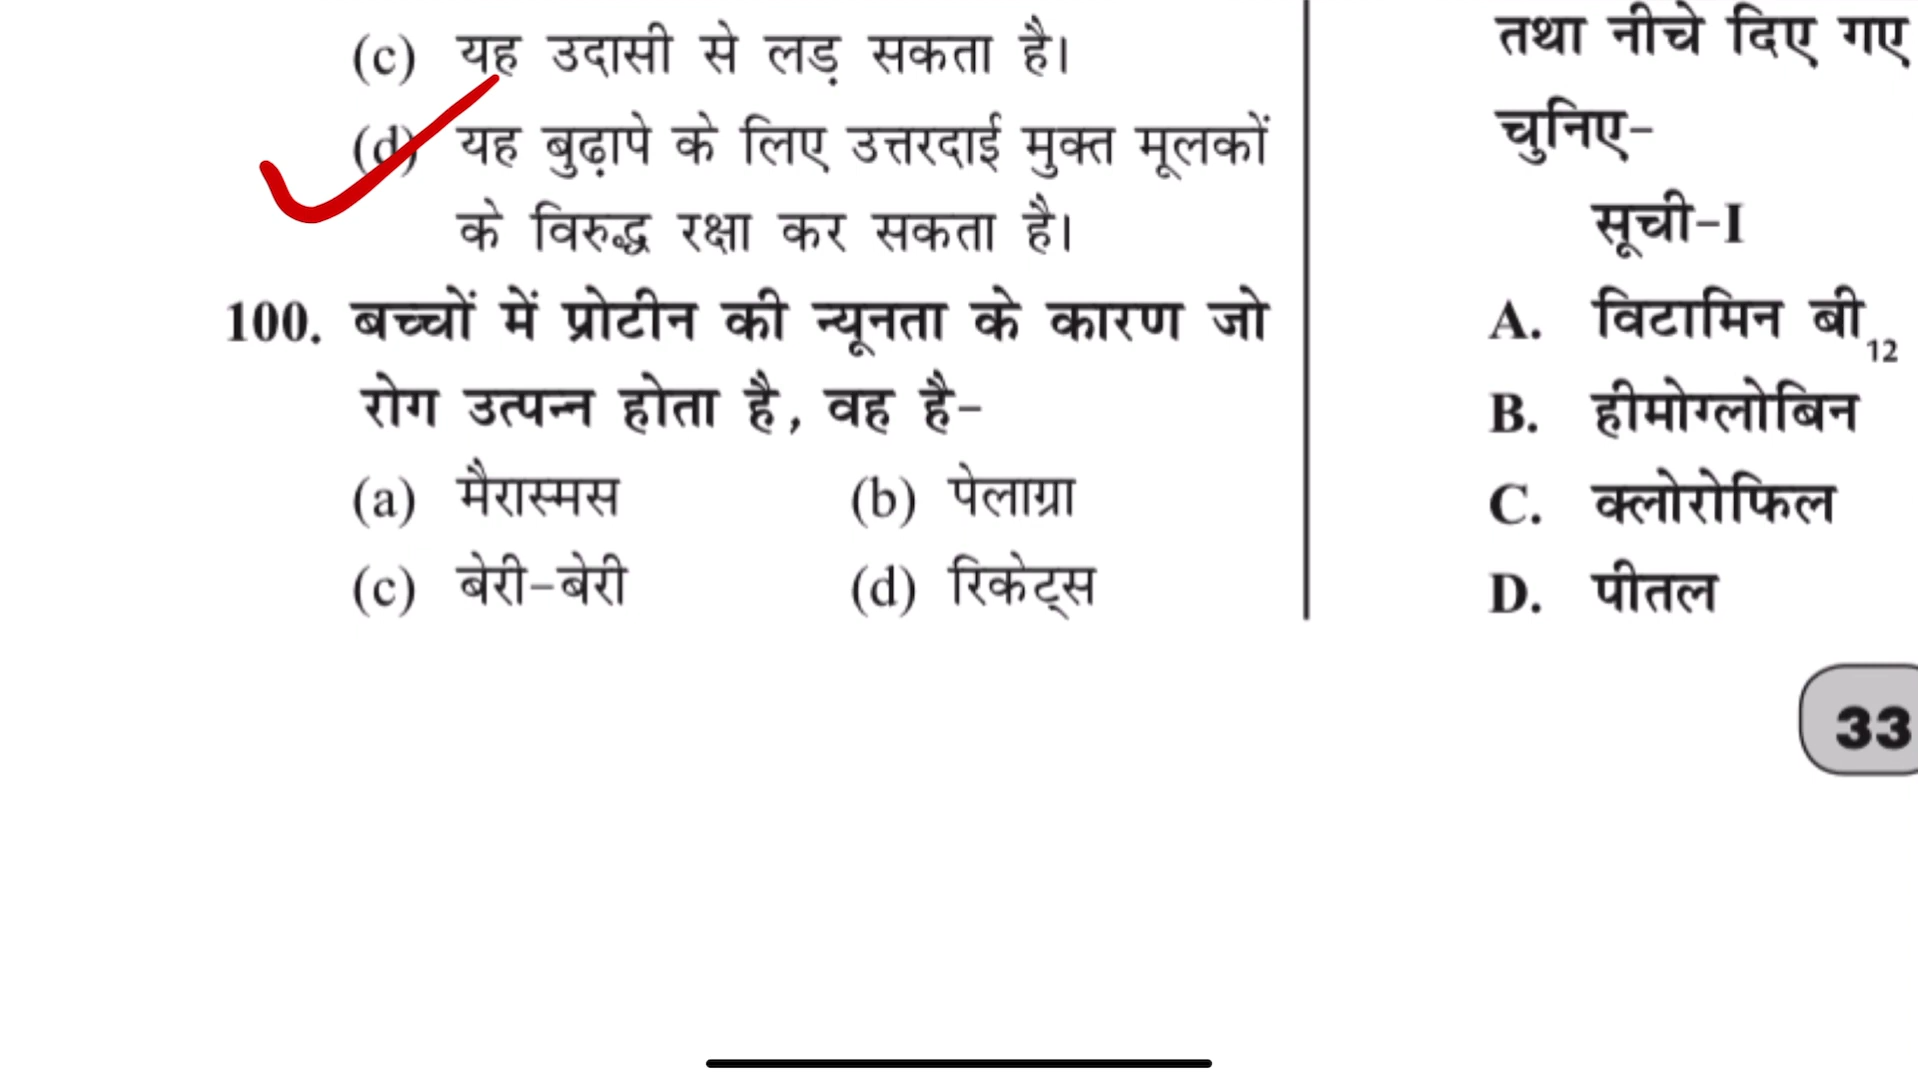 (c) यह उदासी से लड़ सकता है।
(d) यह बुढ़ापे के लिए उत्तरदाई मुक्त मूलकों
के विरुद्ध रक्षा कर सकता है।
100. बच्चों में प्रोटीन की न्यूनता के कारण जो
रोग उत्पन्न होता है, वह है-
(a) मैरास्मस (b) पेलाग्रा
(c) बेरी-बेरी (d) रिकेट्स
तथा नीचे दिए गए
चुनिए-
सूची-I
A. विटामिन बी12
B. हीमोग्लोबिन
C. क्लोरोफिल
D. पीतल
33